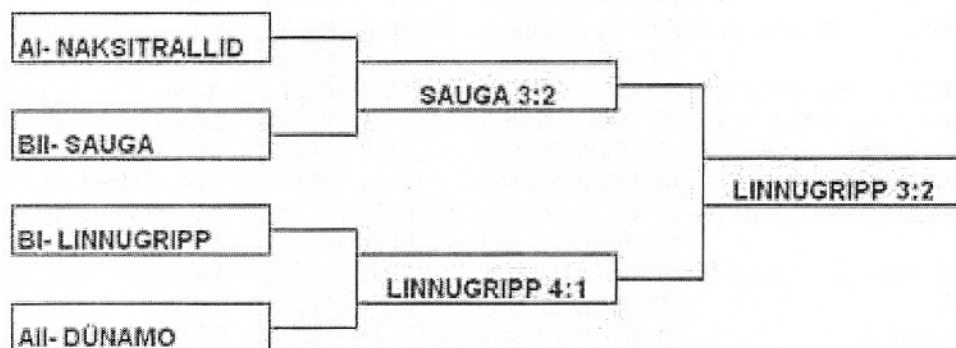 AI- NAKSITRALLID
SAUGA 3:2
BII- SAUGA
LINNUGRIPP 3:2
BI- LINNUGRIPP
LINNUGRIPP 4:1
AII- DÜNAMO